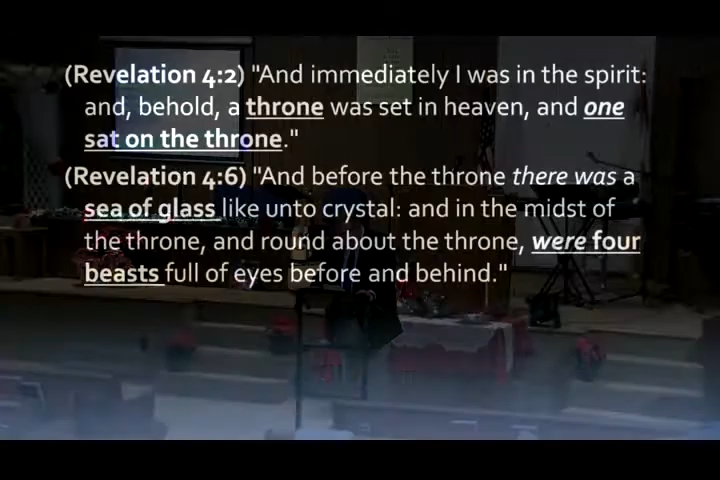 (Revelation 4:2) "And immediately I was in the spirit:
and, behold, a throne was set in heaven, and one
sat on the throne."
(Revelation 4:6) "And before the throne there was a
sea of glass like unto crystal: and in the midst of
the throne, and round about the throne, were four
beasts full of eyes before and behind."